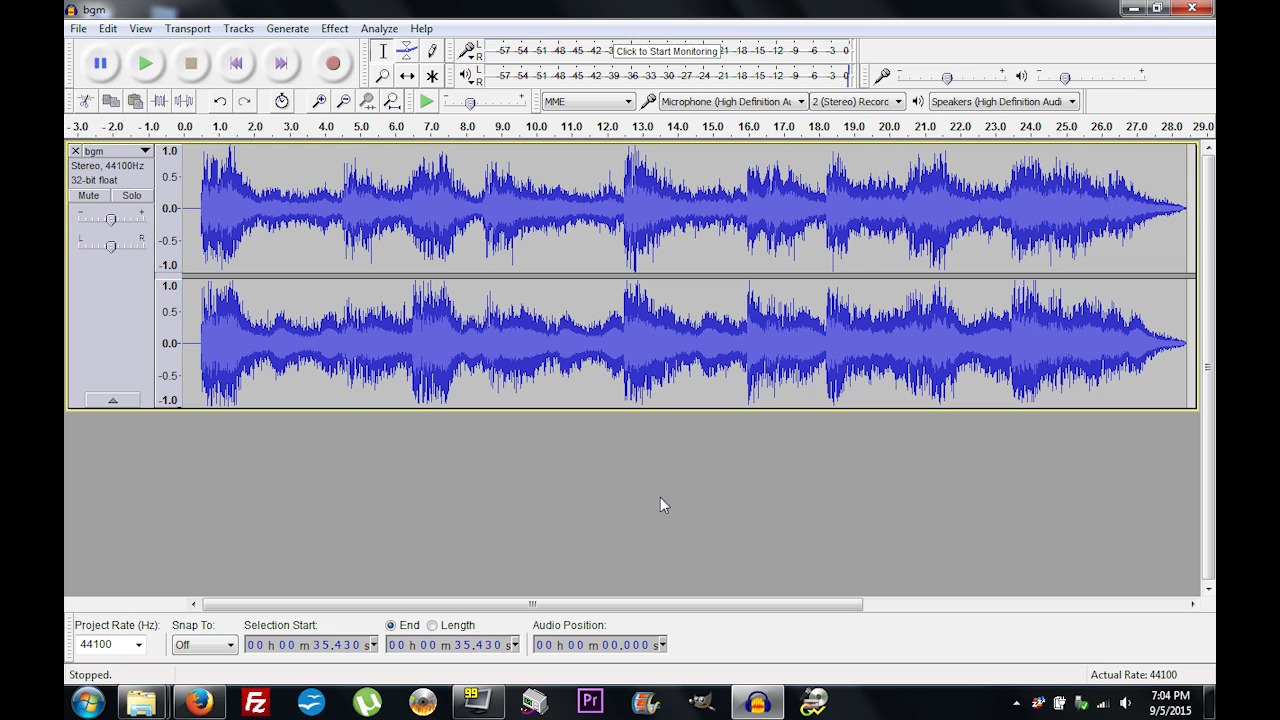 bgm
File Edit View Transport Tracks Generate Effect Analyze Help
L R -57 -54 -51 -48 -45 -42 -3 Click to Start Monitoring 21 -18 -15 -12 -9 -6 -3 0
L R -57 -54 -51 -48 -45 -42 -39 -36 -33 -30 -27 -24 -21 -18 -15 -12 -9 -6 -3 0
MME Microphone (High Definition Au 2 (Stereo) Record Speakers (High Definition Audi
-3.0 -2.0 -1.0 0.0 1.0 2.0 3.0 4.0 5.0 6.0 7.0 8.0 9.0 10.0 11.0 12.0 13.0 14.0 15.0 16.0 17.0 18.0 19.0 20.0 21.0 22.0 23.0 24.0 25.0 26.0 27.0 28.0 29.0
bgm 1.0
Stereo, 44100Hz
32-bit float 0.5
Mute Solo
- + 0.0
L R -0.5
-1.0
1.0
0.5
0.0
-0.5
-1.0
Project Rate (Hz): Snap To: Selection Start: End Length Audio Position:
44100 Off 00 h 00 m 35.430 s 00 h 00 m 35.430 s 00 h 00 m 00.000 s
Stopped. Actual Rate: 44100
Fz 99 Pr GV 7:04 PM
9/5/2015